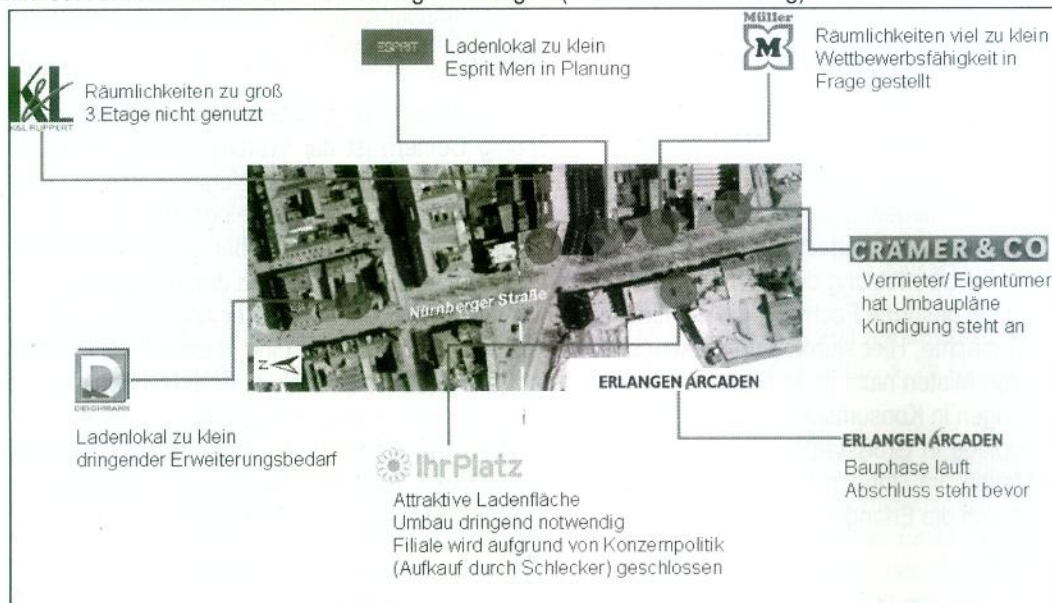 K&L
K&L RUPPERT
Räumlichkeiten zu groß
3.Etage nicht genutzt
ESPRIT
Ladenlokal zu klein
Esprit Men in Planung
Müller
M
Räumlichkeiten viel zu klein
Wettbewerbsfähigkeit in
Frage gestellt
CRÄMER & CO
Vermieter/ Eigentümer
hat Umbaupläne
Kündigung steht an
Nürnberger Straße
N
DEICHMANN
Ladenlokal zu klein
dringender Erweiterungsbedarf
IhrPlatz
Attraktive Ladenfläche
Umbau dringend notwendig
Filiale wird aufgrund von Konzernpolitik
(Aufkauf durch Schlecker) geschlossen
ERLANGEN ARCADEN
ERLANGEN ARCADEN
Bauphase läuft
Abschluss steht bevor